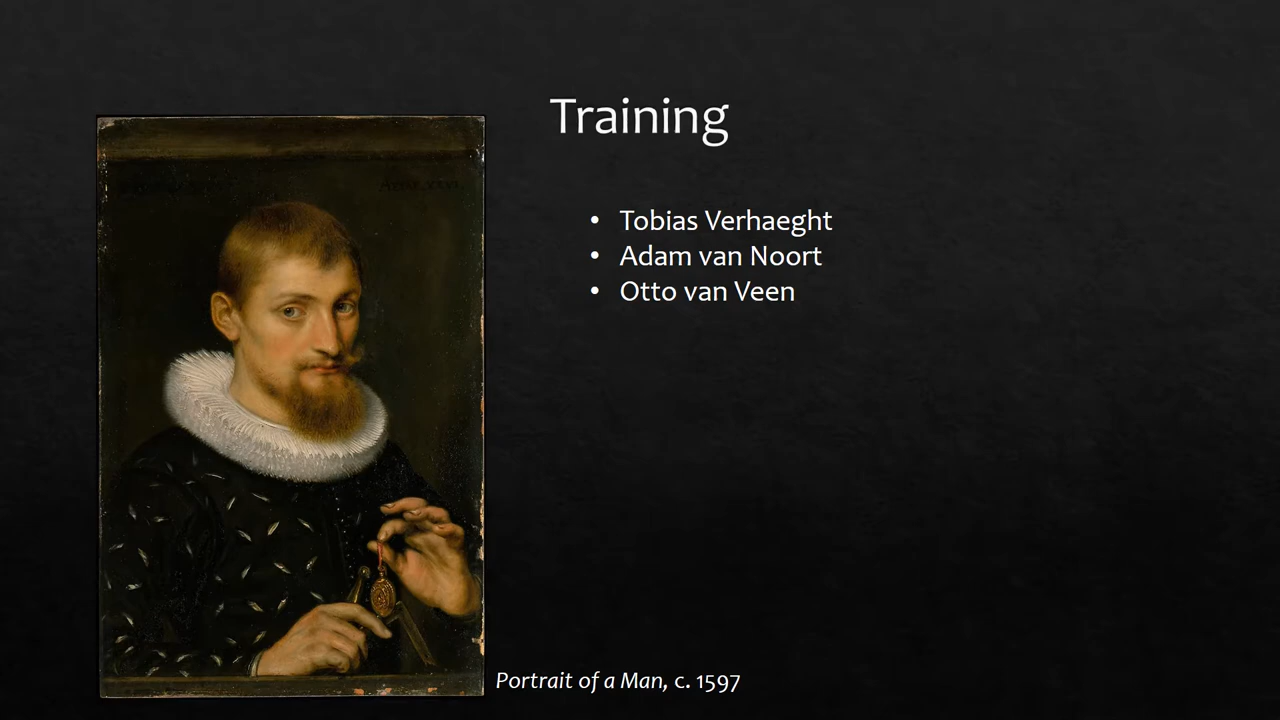 Training
• Tobias Verhaeght
• Adam van Noort
• Otto van Veen
Portrait of a Man, c. 1597